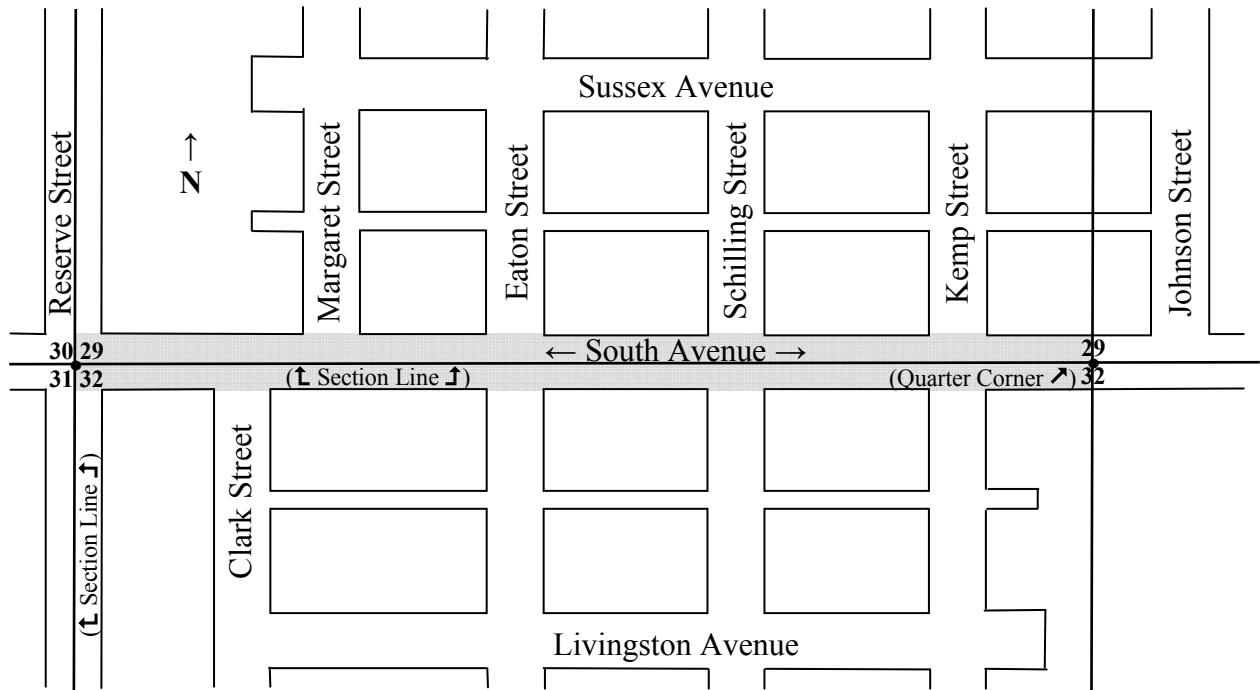 Sussex Avenue
→
N
Reserve Street
Margaret Street
Eaton Street
Schilling Street
Kemp Street
Johnson Street
30 29
31 32
← South Avenue →
29
32
(↰ Section Line ↰)
(Quarter Corner ↗)
(↰ Section Line ↰)
Clark Street
Livingston Avenue